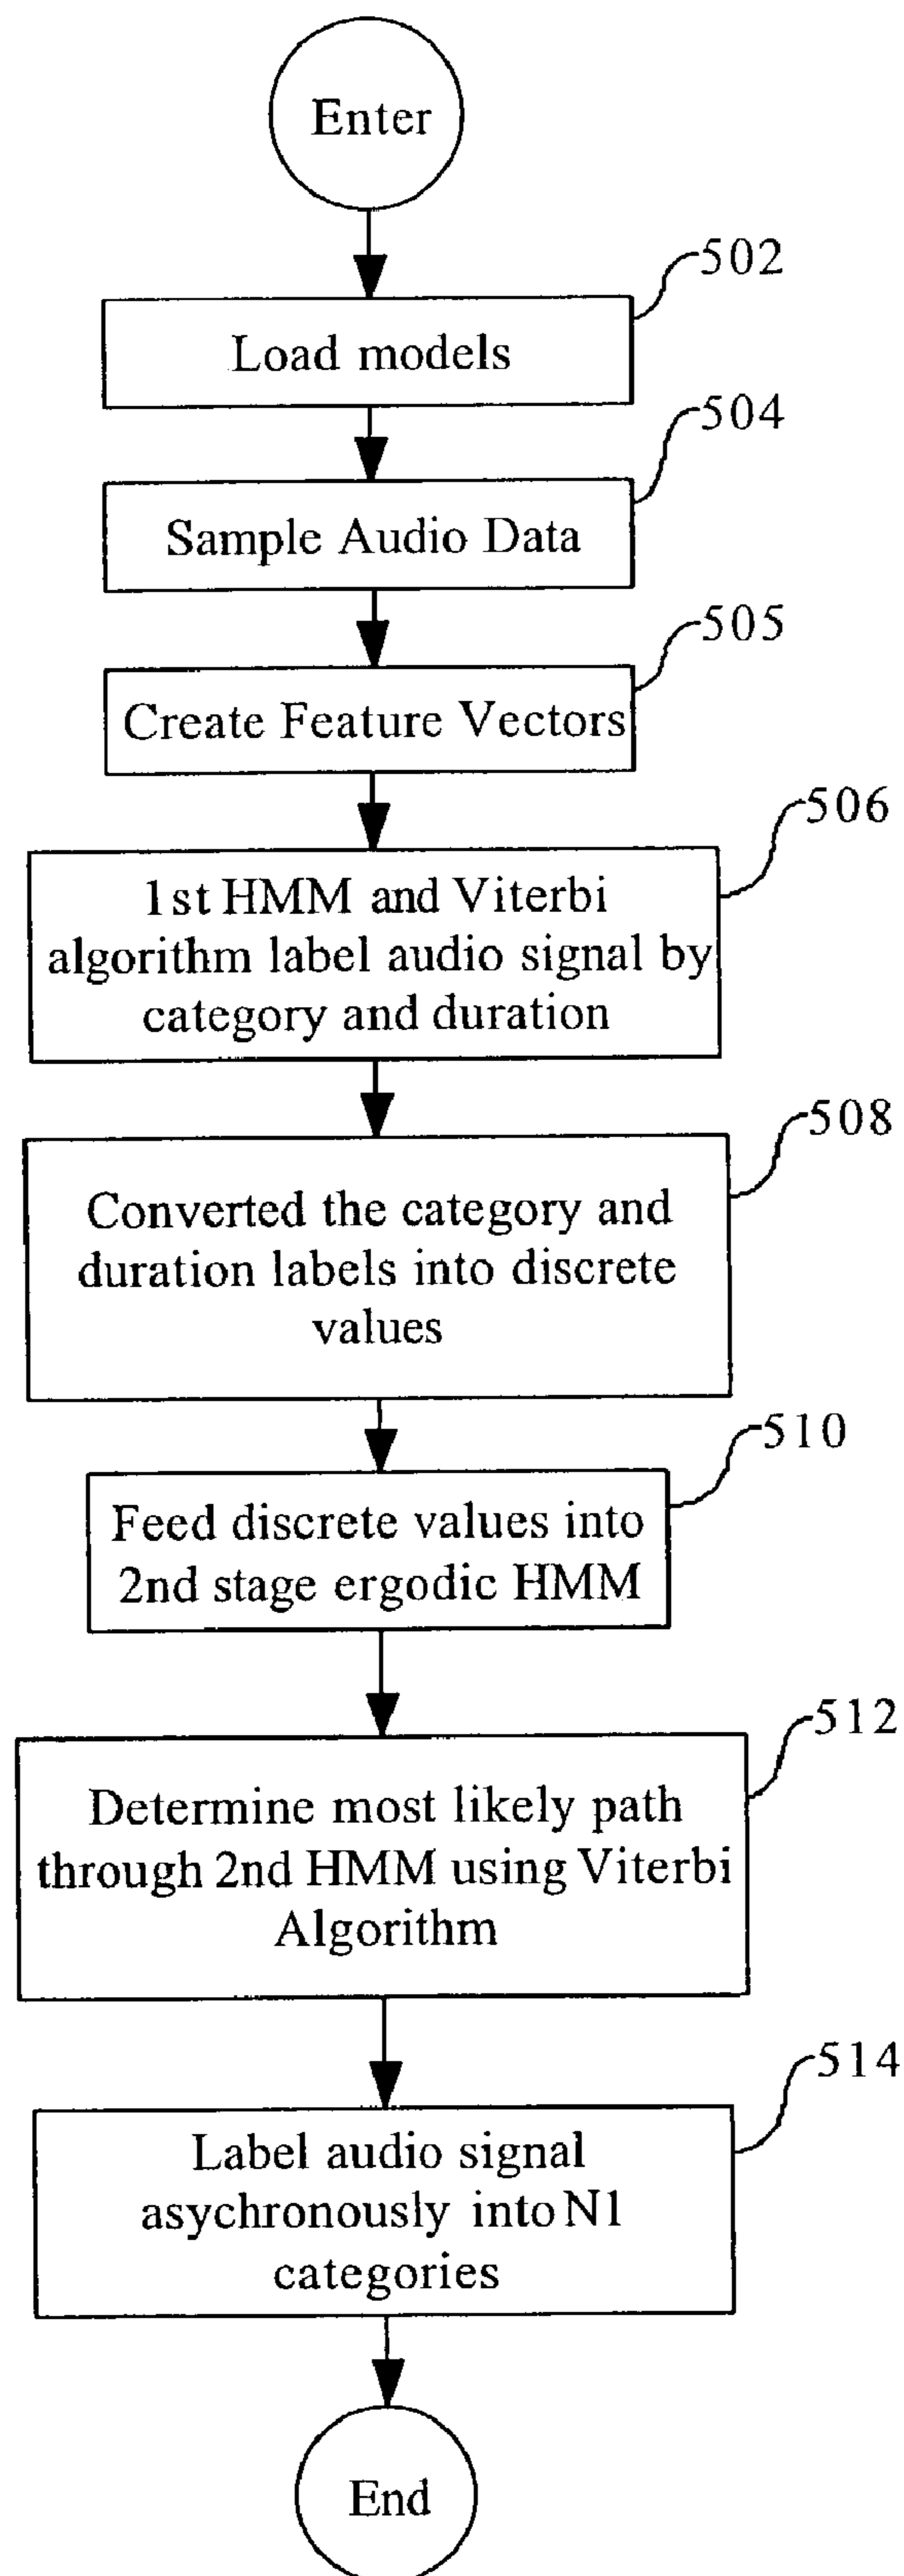 Enter
502
Load models
504
Sample Audio Data
505
Create Feature Vectors
506
1st HMM and Viterbi
algorithm label audio signal by
category and duration
508
Converted the category and
duration labels into discrete
values
510
Feed discrete values into
2nd stage ergodic HMM
512
Determine most likely path
through 2nd HMM using Viterbi
Algorithm
514
Label audio signal
asychronously into N1
categories
End